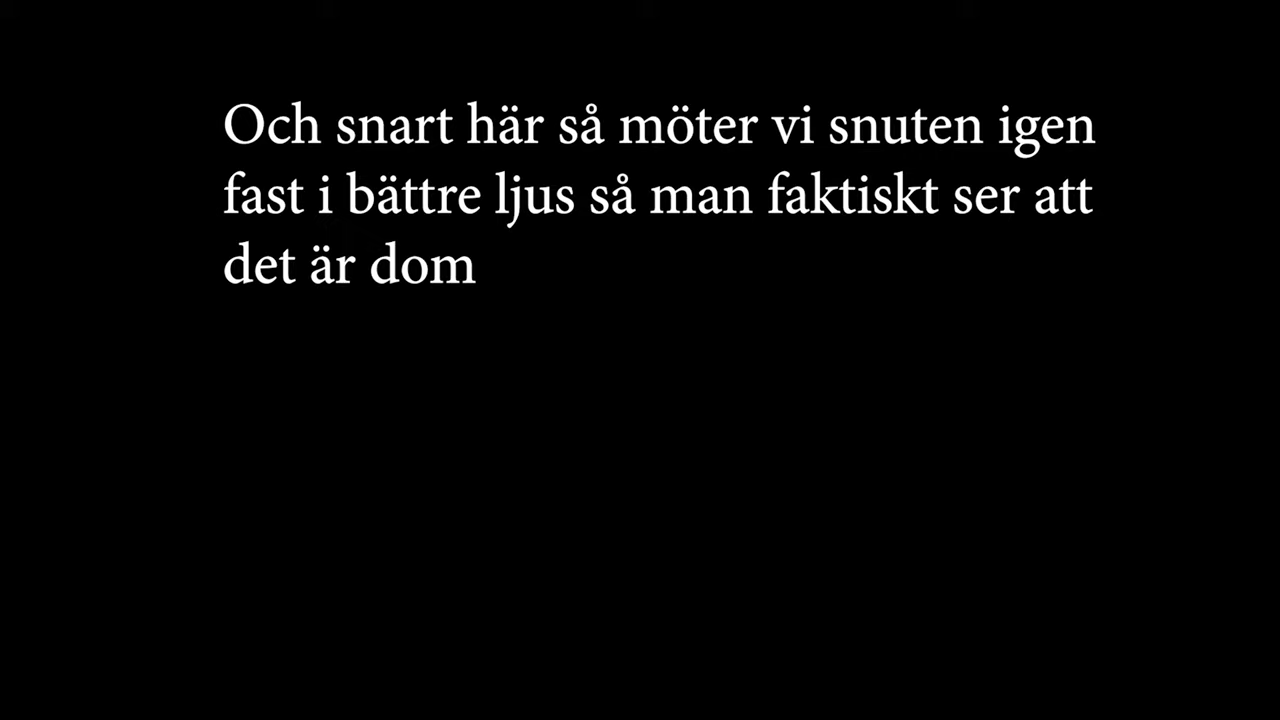 Och snart här så möter vi snuten igen
fast i bättre ljus så man faktiskt ser att
det är dom